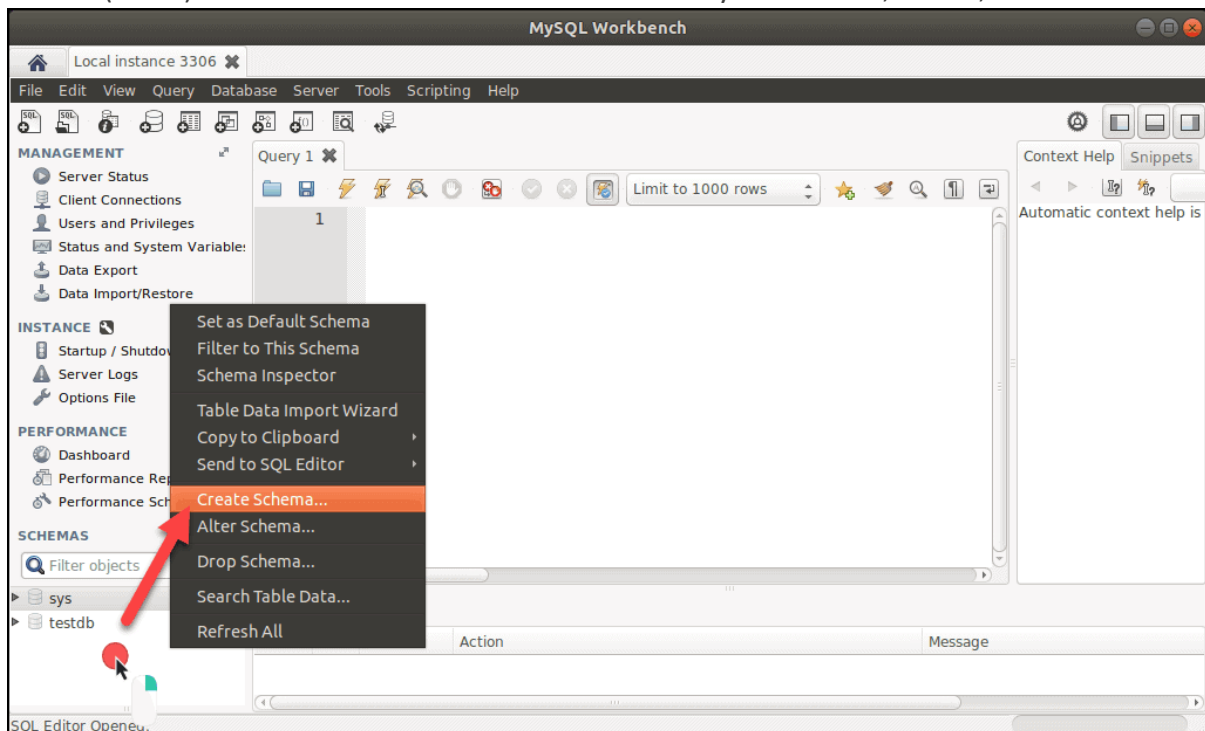 MySQL Workbench
Local instance 3306
File Edit View Query Database Server Tools Scripting Help
MANAGEMENT
Server Status
Client Connections
Users and Privileges
Status and System Variable
Data Export
Data Import/Restore
INSTANCE
Startup / Shutdov
Server Logs
Options File
PERFORMANCE
Dashboard
Performance Rep
Performance Sch
SCHEMAS
Filter objects
sys
testdb
Query 1
Limit to 1000 rows
1
Context Help Snippets
Automatic context help is
Set as Default Schema
Filter to This Schema
Schema Inspector
Table Data Import Wizard
Copy to Clipboard
Send to SQL Editor
Create Schema...
Alter Schema...
Drop Schema...
Search Table Data...
Refresh All
Action Message
SQL Editor Opened.